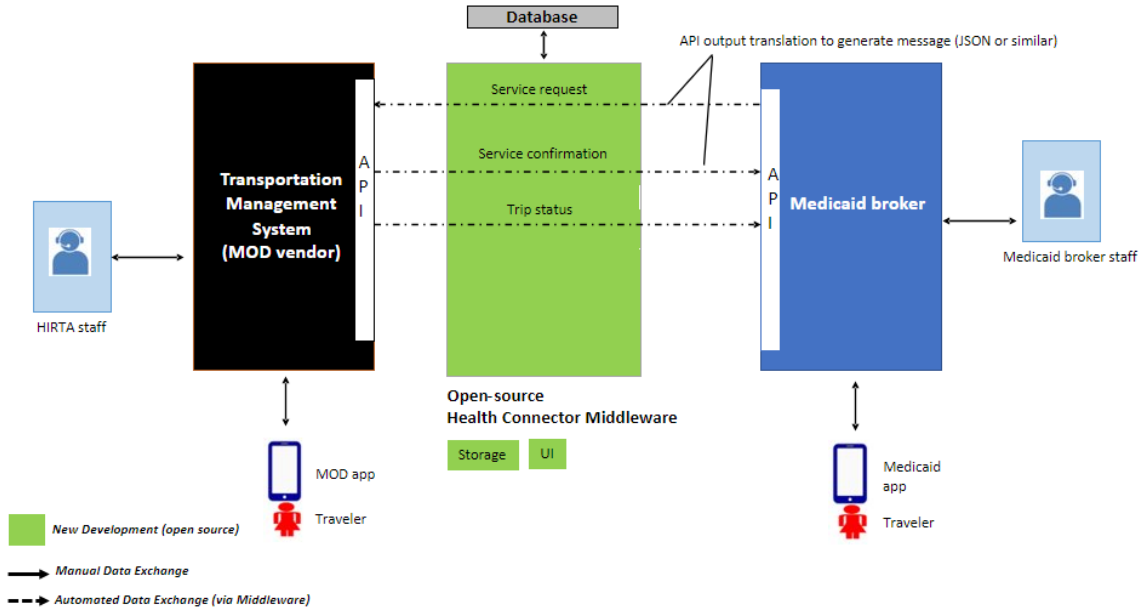 Database
API output translation to generate message (JSON or similar)
Service request
Service confirmation
Trip status
A
P
I
A
P
I
Transportation
Management
System
(MOD vendor)
Medicaid broker
HIRTA staff
Medicaid broker staff
Open-source
Health Connector Middleware
Storage
UI
MOD app
Traveler
Medicaid
app
Traveler
New Development (open source)
Manual Data Exchange
Automated Data Exchange (via Middleware)